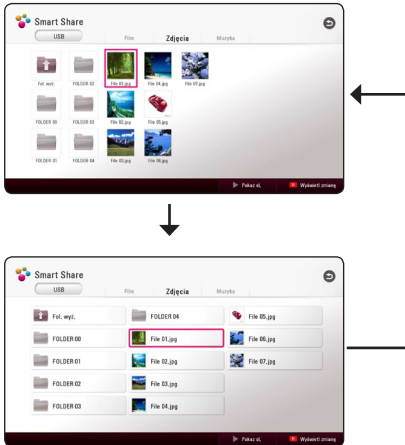 Smart Share
USB
Film Zdjęcia Muzyka
Fol. wyż. FOLDER 02 File 01.jpg File 04.jpg File 07.jpg
FOLDER 00 FOLDER 03 File 02.jpg File 05.jpg
FOLDER 01 FOLDER 04 File 03.jpg File 06.jpg
Pokaz sl. Wyświetl zmianę
Smart Share
USB
Film Zdjęcia Muzyka
Fol. wyż. FOLDER 04 File 05.jpg
FOLDER 00 File 01.jpg File 06.jpg
FOLDER 01 File 02.jpg File 07.jpg
FOLDER 02 File 03.jpg
FOLDER 03 File 04.jpg
Pokaz sl. Wyświetl zmianę